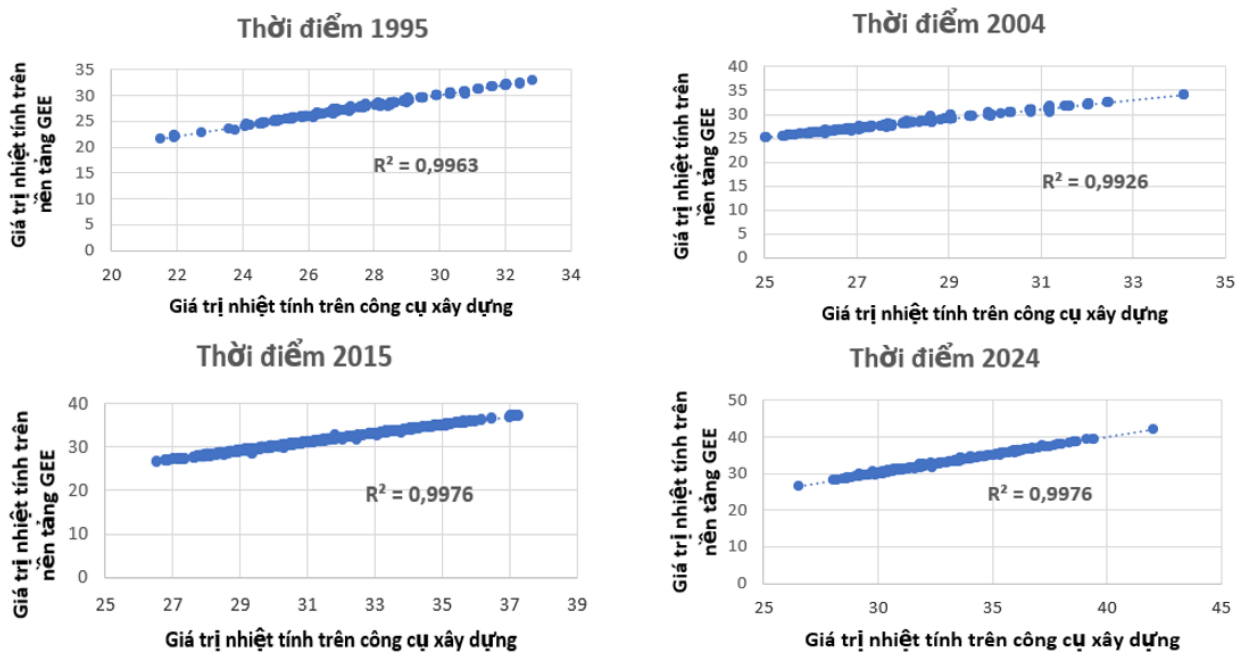 Thời điểm 1995
Giá trị nhiệt tính trên
nền tảng GEE
35
30
25
20
15
10
5
0
R² = 0,9963
20 22 24 26 28 30 32 34
Giá trị nhiệt tính trên công cụ xây dựng
Thời điểm 2004
Giá trị nhiệt tính trên
nền tảng GEE
40
35
30
25
20
15
10
5
0
R² = 0,9926
25 27 29 31 33 35
Giá trị nhiệt tính trên công cụ xây dựng
Thời điểm 2015
Giá trị nhiệt tính trên
nền tảng GEE
40
30
20
10
0
R² = 0,9976
25 27 29 31 33 35 37 39
Giá trị nhiệt tính trên công cụ xây dựng
Thời điểm 2024
Giá trị nhiệt tính trên
nền tảng GEE
50
40
30
20
10
0
R² = 0,9976
25 30 35 40 45
Giá trị nhiệt tính trên công cụ xây dựng